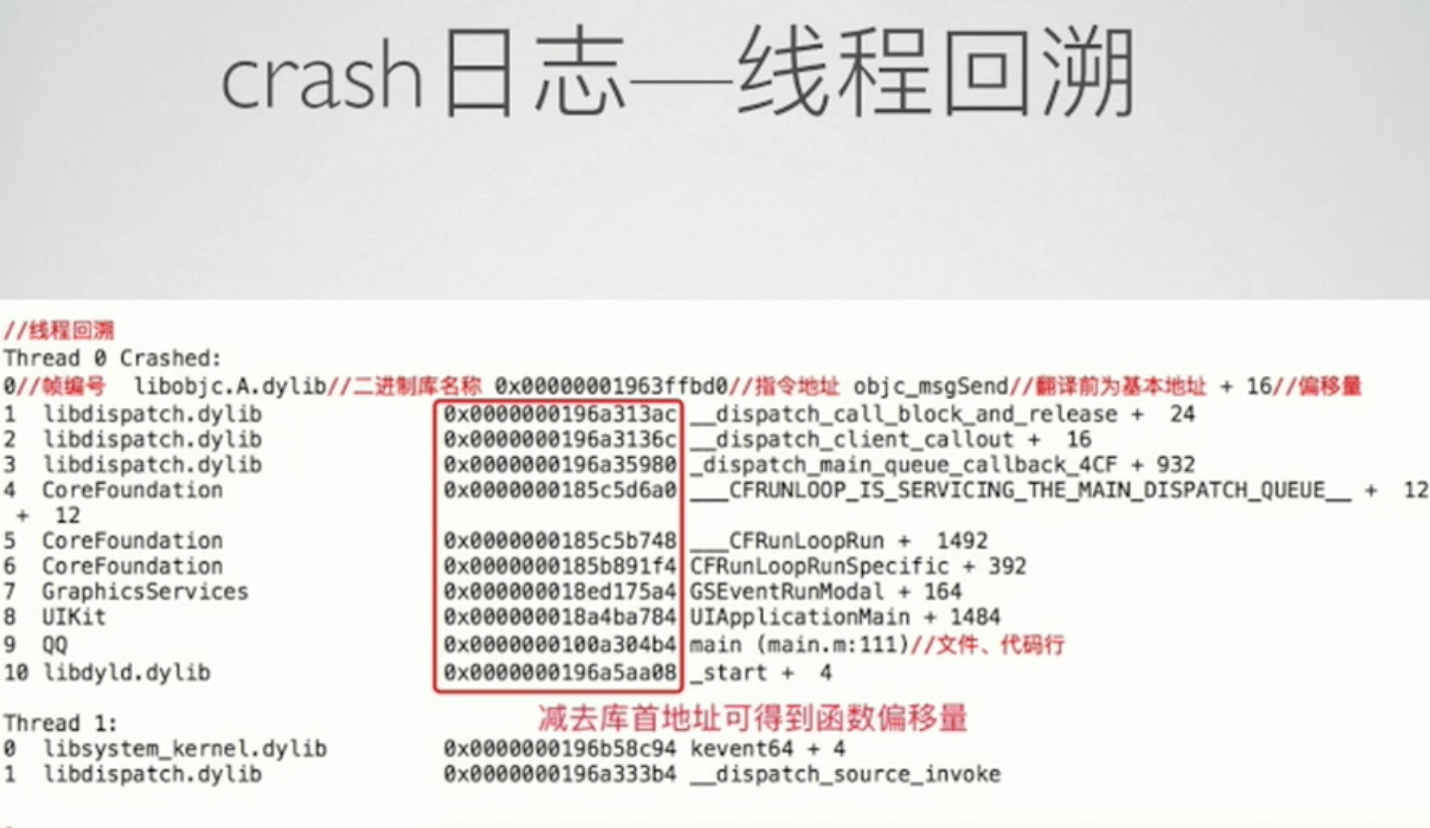 crash日志—线程回溯
//线程回溯
Thread 0 Crashed:
0//帧编号 libobjc.A.dylib//二进制库名称 0x00000001963ffbd0//指令地址 objc_msgSend//翻译前为基本地址 + 16//偏移量
1 libdispatch.dylib 0x0000000196a313ac __dispatch_call_block_and_release + 24
2 libdispatch.dylib 0x0000000196a3136c __dispatch_client_callout + 16
3 libdispatch.dylib 0x0000000196a35980 _dispatch_main_queue_callback_4CF + 932
4 CoreFoundation 0x0000000185c5d6a0 ___CFRUNLOOP_IS_SERVICING_THE_MAIN_DISPATCH_QUEUE__ + 12
+ 12
5 CoreFoundation 0x0000000185c5b748 ___CFRunLoopRun + 1492
6 CoreFoundation 0x0000000185b891f4 CFRunLoopRunSpecific + 392
7 GraphicsServices 0x000000018ed175a4 GSEventRunModal + 164
8 UIKit 0x000000018a4ba784 UIApplicationMain + 1484
9 QQ 0x0000000100a304b4 main (main.m:111)//文件、代码行
10 libdyld.dylib 0x0000000196a5aa08 _start + 4
减去库首地址可得到函数偏移量
Thread 1:
0 libsystem_kernel.dylib 0x0000000196b58c94 kevent64 + 4
1 libdispatch.dylib 0x0000000196a333b4 __dispatch_source_invoke